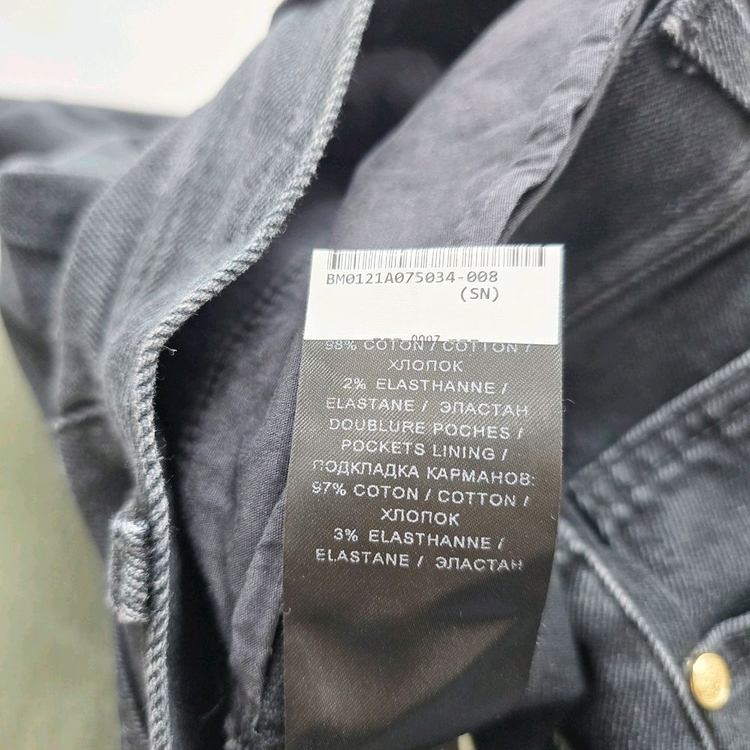 BM0121A075034-008
(SN)
0007
98% COTON / COTTON /
ХЛОПОК
2% ELASTHANNE /
ELASTANE / ЭЛАСТАН
DOUBLURE POCHES /
POCKETS LINING /
ПОДКЛАДКА КАРМАНОВ:
97% COTON / COTTON /
ХЛОПОК
3% ELASTHANNE /
ELASTANE / ЭЛАСТАН